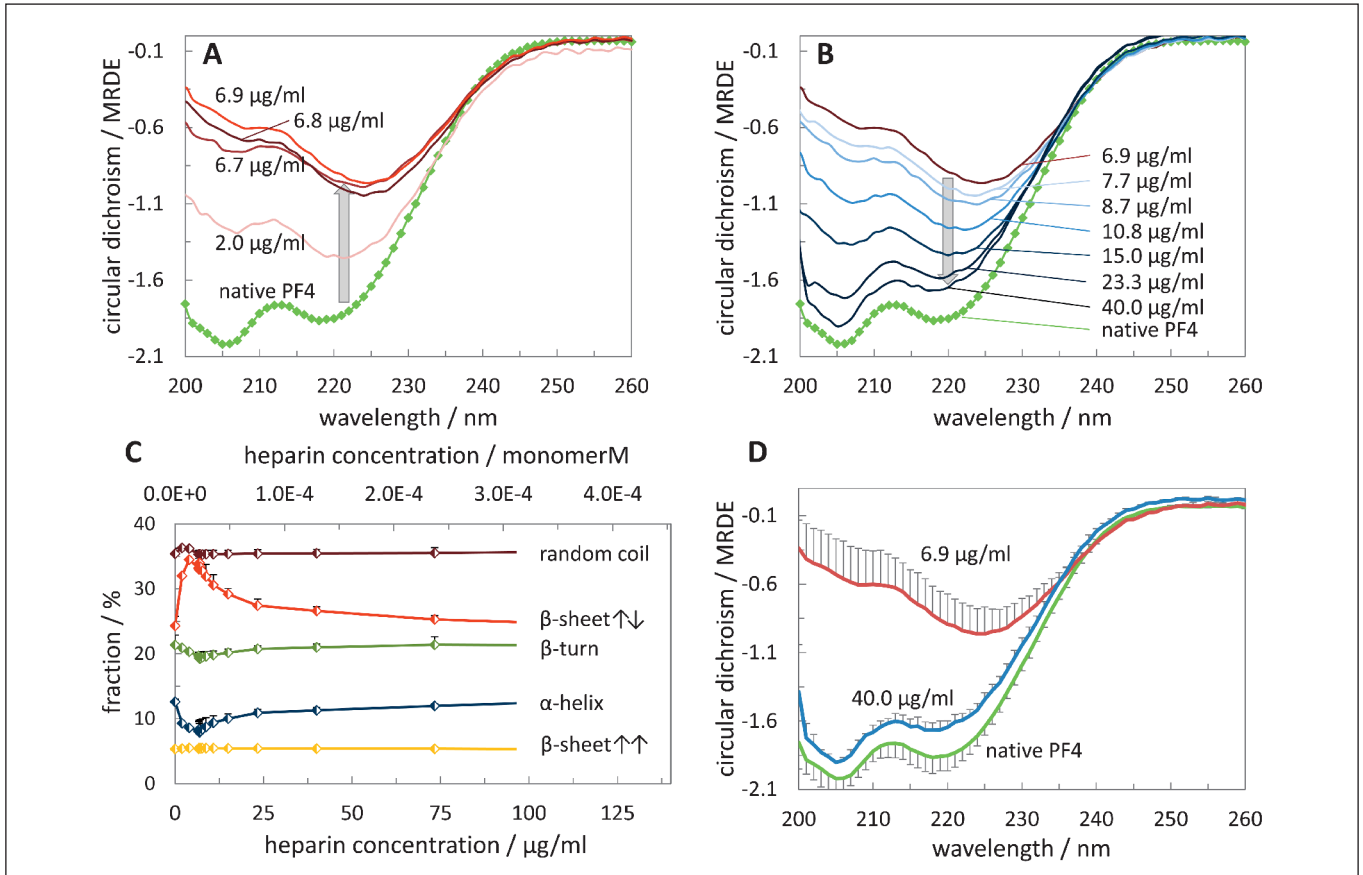 A
circular dichroism / MRDE
-0.1
-0.6
-1.1
-1.6
-2.1
6.9 µg/ml
6.8 µg/ml
6.7 µg/ml
2.0 µg/ml
native PF4
200 210 220 230 240 250 260
wavelength / nm
B
circular dichroism / MRDE
-0.1
-0.6
-1.1
-1.6
-2.1
6.9 µg/ml
7.7 µg/ml
8.7 µg/ml
10.8 µg/ml
15.0 µg/ml
23.3 µg/ml
40.0 µg/ml
native PF4
200 210 220 230 240 250 260
wavelength / nm
C
heparin concentration / monomerM
0.0E+0 1.0E-4 2.0E-4 3.0E-4 4.0E-4
fraction / %
40
30
20
10
0
random coil
β-sheet↑↓
β-turn
α-helix
β-sheet↑↑
0 25 50 75 100 125
heparin concentration / µg/ml
D
circular dichroism / MRDE
-0.1
-0.6
-1.1
-1.6
-2.1
6.9 µg/ml
40.0 µg/ml
native PF4
200 210 220 230 240 250 260
wavelength / nm